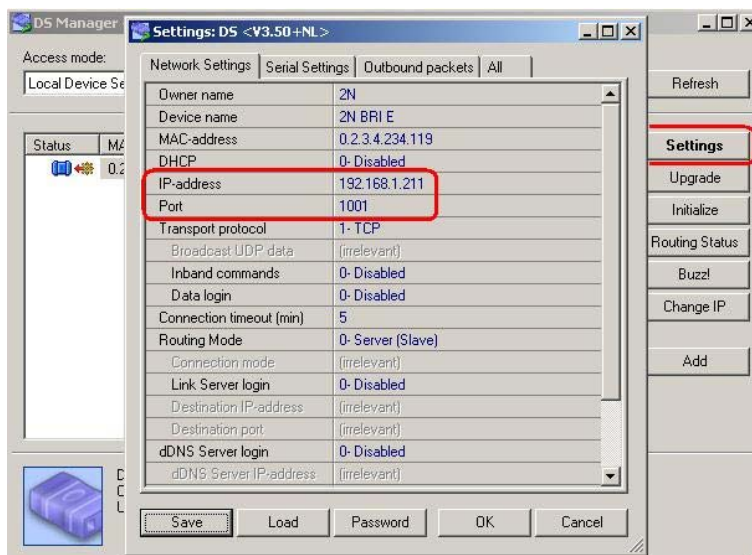 DS Manager
Settings: DS <V3.50+NL>
Access mode:
Local Device Se
Network Settings
Serial Settings
Outbound packets
All
Owner name 2N
Device name 2N BRI E
MAC-address 0.2.3.4.234.119
DHCP 0- Disabled
IP-address 192.168.1.211
Port 1001
Transport protocol 1- TCP
Broadcast UDP data (irrelevant)
Inband commands 0- Disabled
Data login 0- Disabled
Connection timeout (min) 5
Routing Mode 0- Server (Slave)
Connection mode (irrelevant)
Link Server login 0- Disabled
Destination IP-address (irrelevant)
Destination port (irrelevant)
dDNS Server login 0- Disabled
dDNS Server IP-address (irrelevant)
Save
Load
Password
OK
Cancel
Status
MA
0.2
Refresh
Settings
Upgrade
Initialize
Routing Status
Buzz!
Change IP
Add